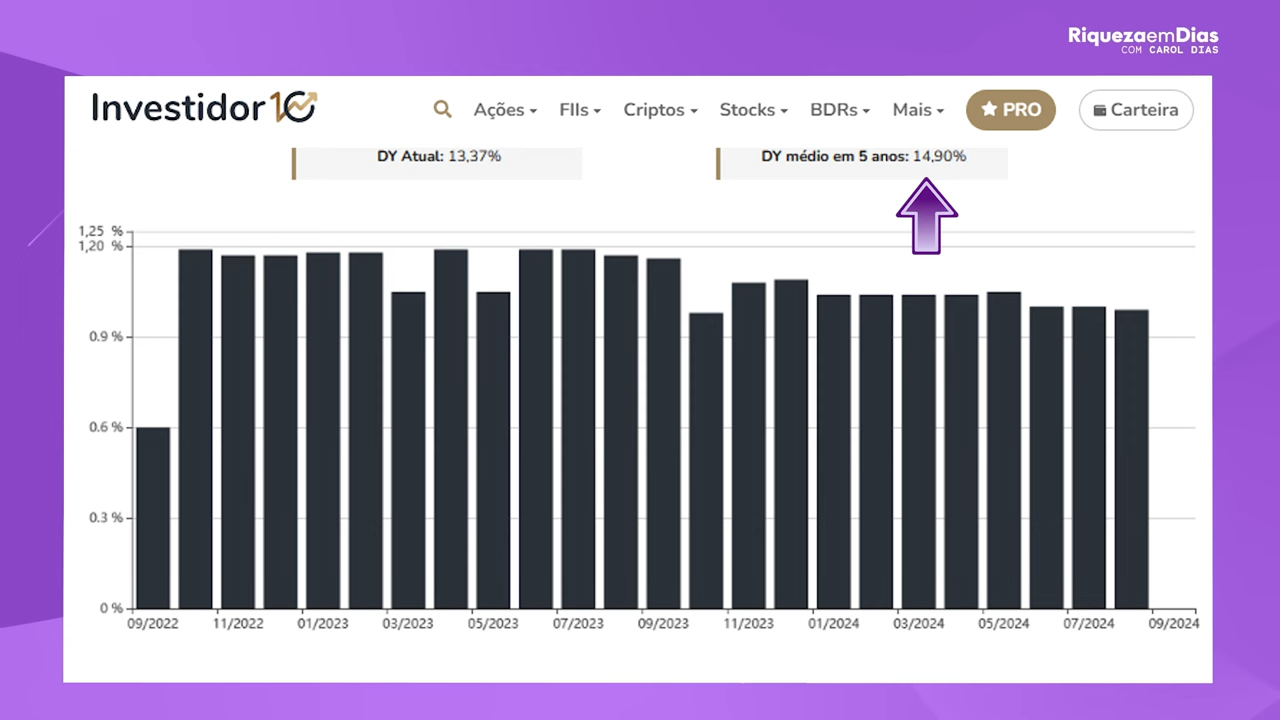 RiquezaemDias
COM CAROL DIAS
Investidor 10
Ações
FIIs
Criptos
Stocks
BDRs
Mais
PRO
Carteira
DY Atual: 13,37%
DY médio em 5 anos: 14,90%
1,25 %
1,20 %
0.9 %
0.6 %
0.3 %
0 %
09/2022 11/2022 01/2023 03/2023 05/2023 07/2023 09/2023 11/2023 01/2024 03/2024 05/2024 07/2024 09/2024